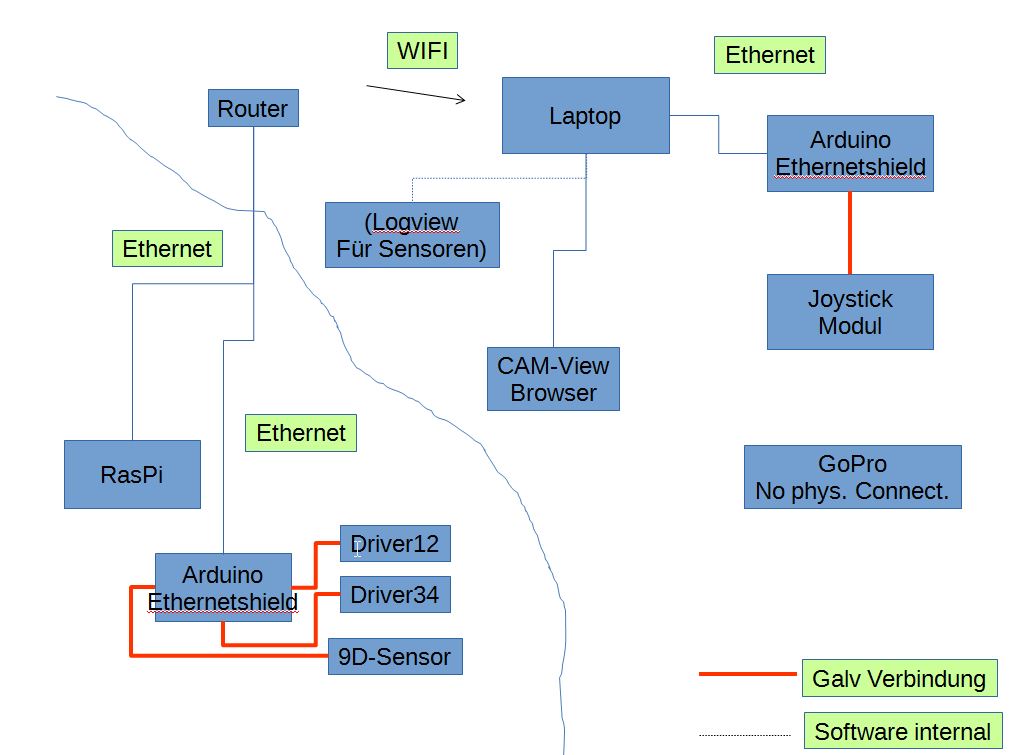 WIFI
Ethernet
Router
Laptop
Arduino
Ethernetshield
(Logview
Für Sensoren)
Ethernet
Joystick
Modul
CAM-View
Browser
Ethernet
RasPi
GoPro
No phys. Connect.
Driver12
Arduino
Ethernetshield
Driver34
9D-Sensor
Galv Verbindung
Software internal